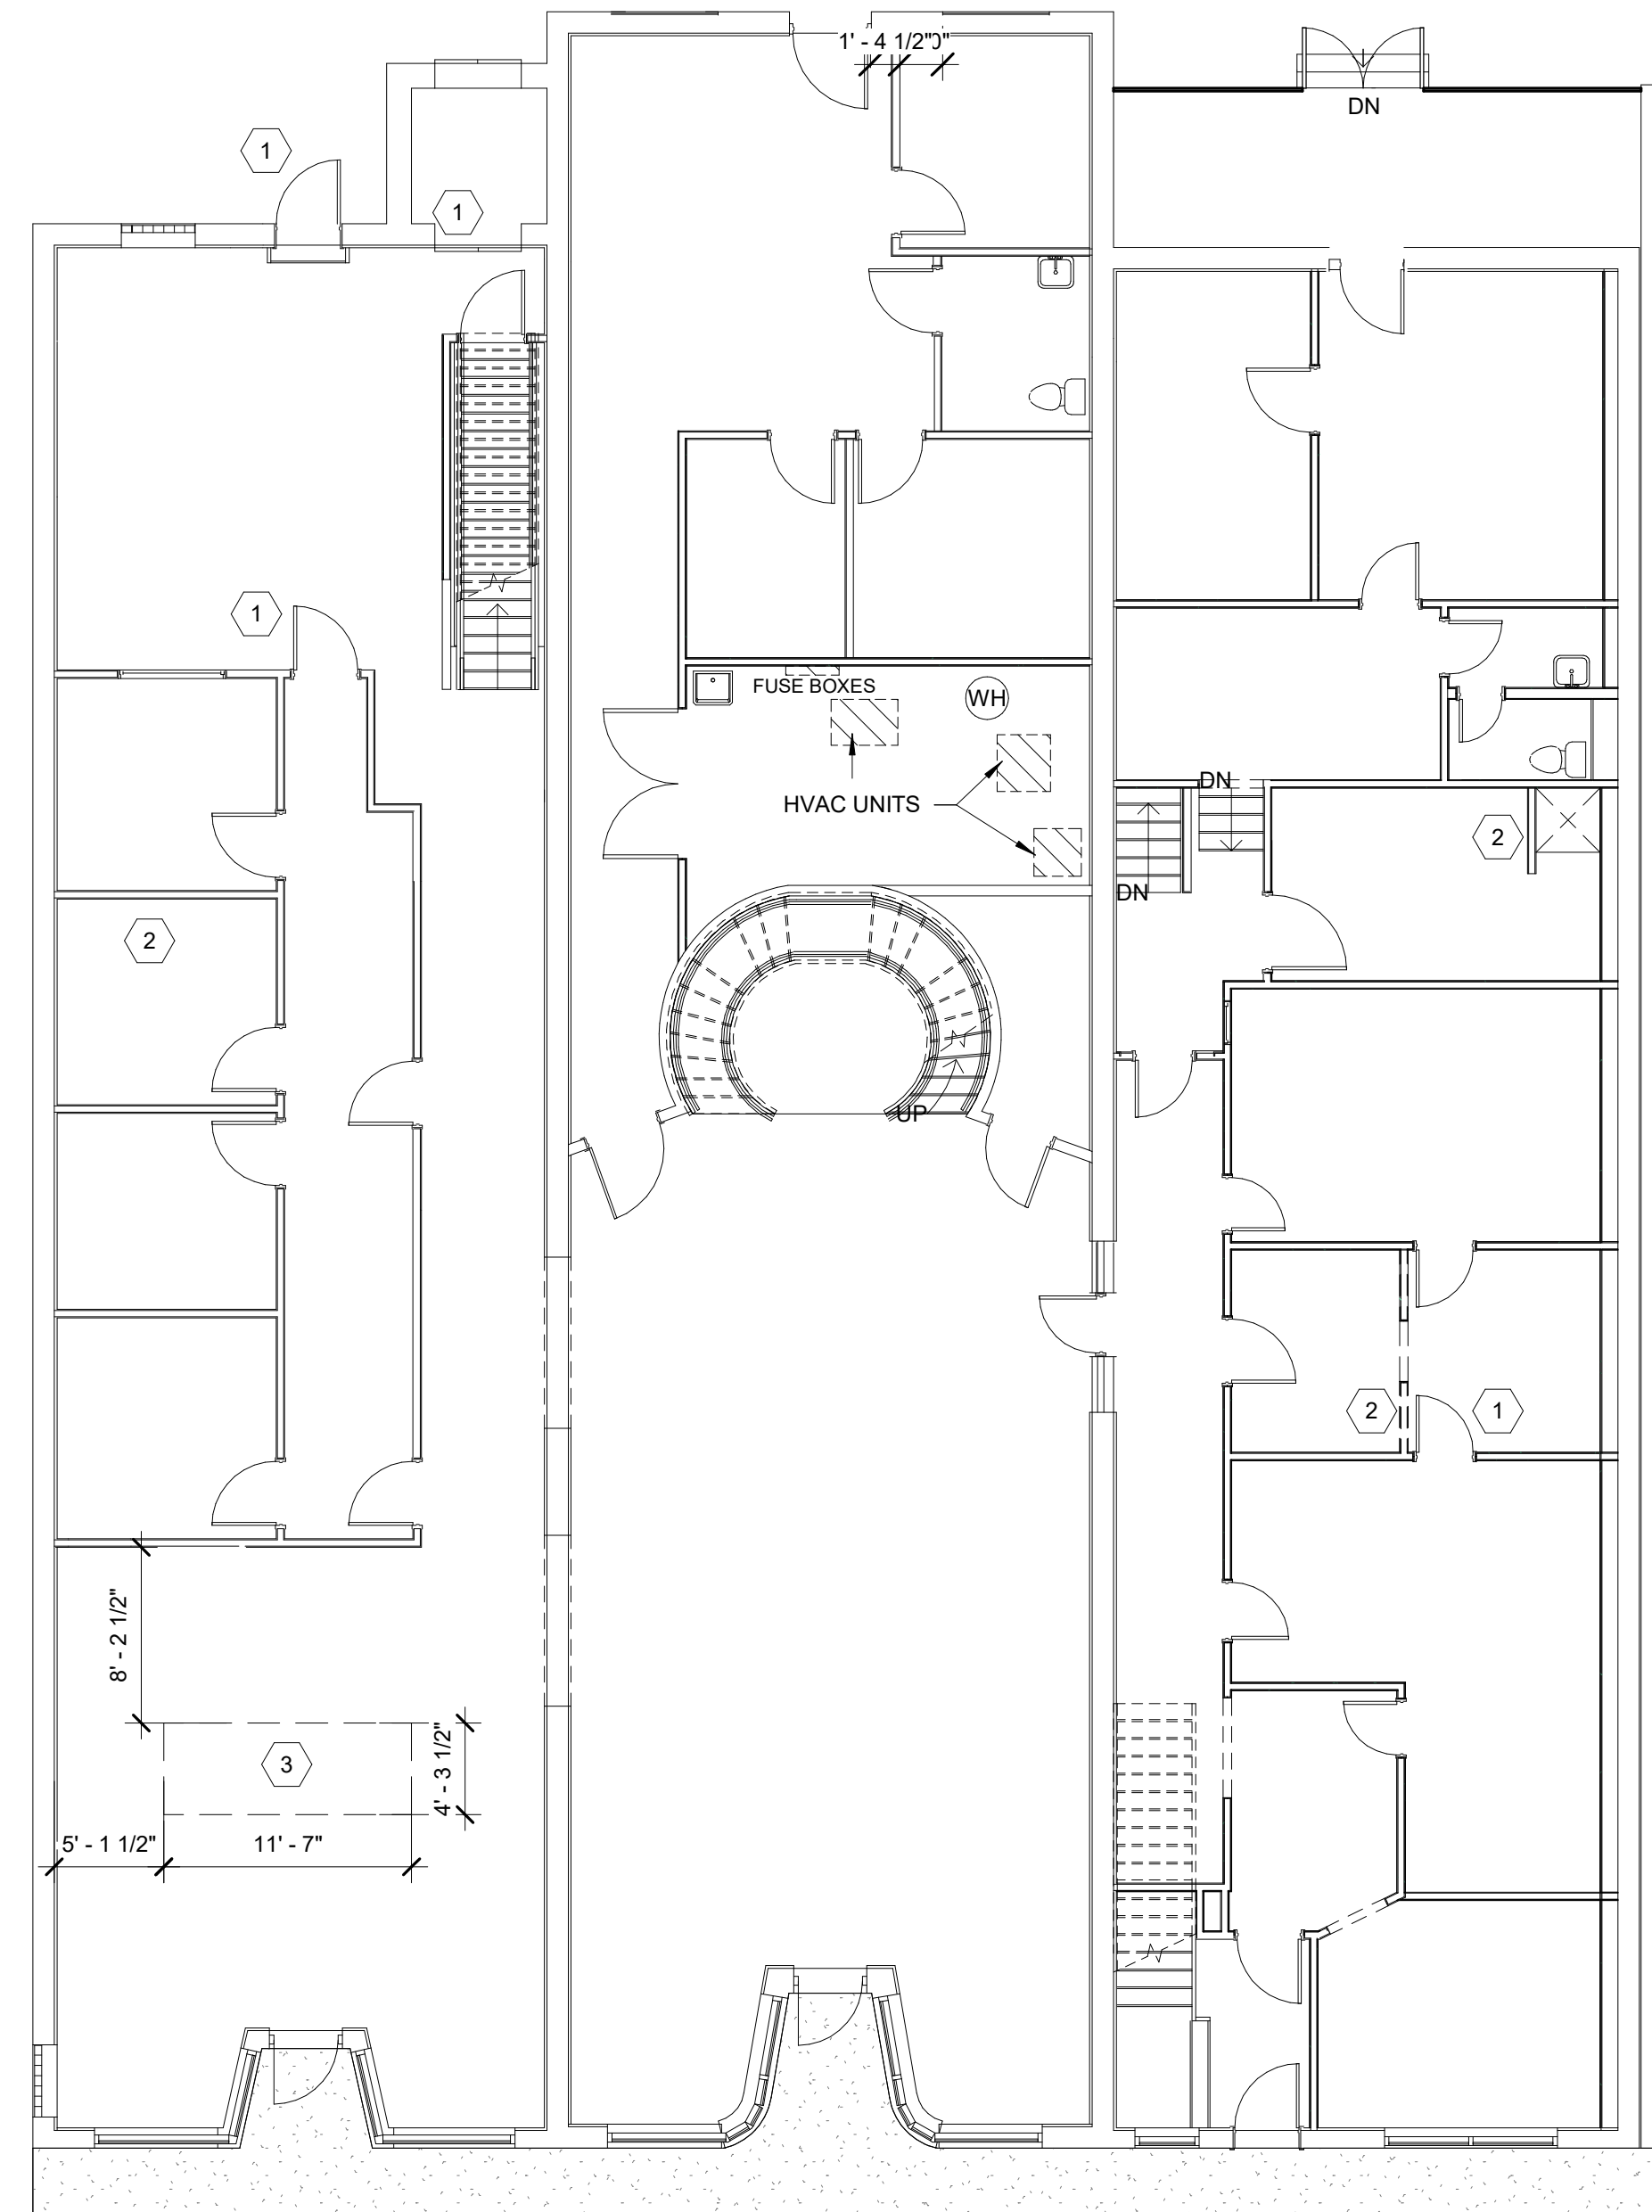 1' - 4 1/2"
DN
1
1
1
FUSE BOXES
WH
HVAC UNITS
DN
2
DN
2
UP
2
1
8' - 2 1/2"
3
4' - 3 1/2"
5' - 1 1/2"
11' - 7"